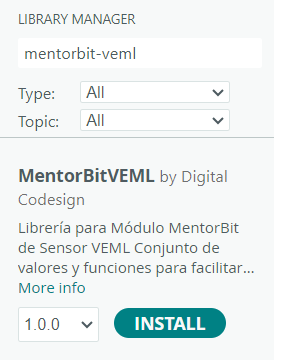 LIBRARY MANAGER
mentorbit-veml
Type: All
Topic: All
MentorBitVEML by Digital
Codesign
Librería para Módulo MentorBit
de Sensor VEML Conjunto de
valores y funciones para facilitar...
More info
1.0.0 INSTALL